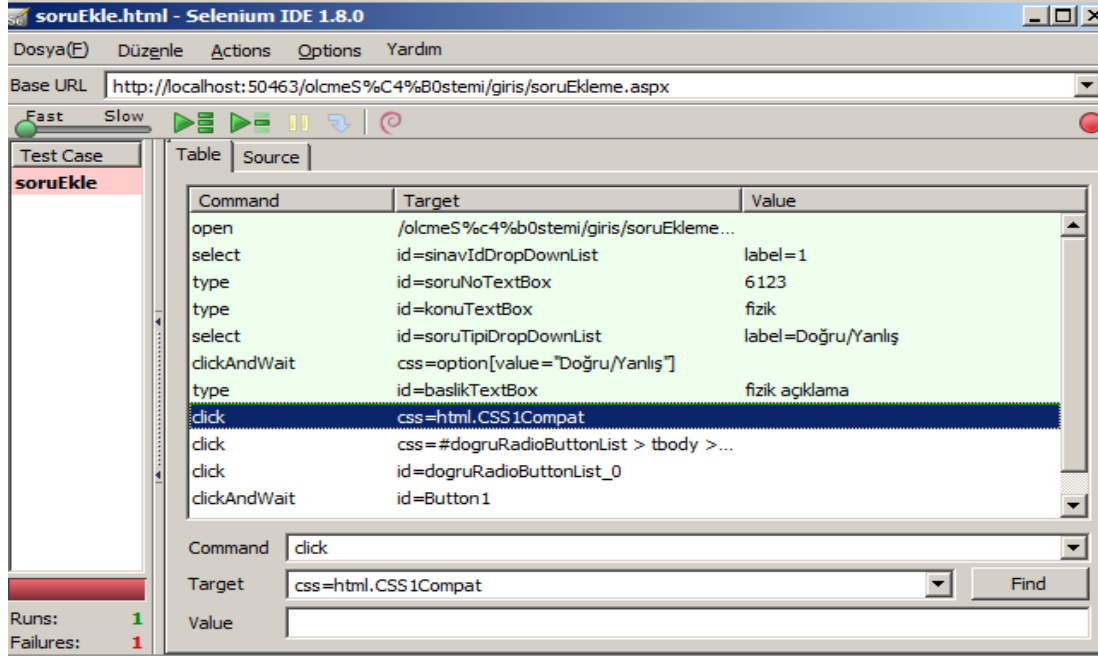 soruEkle.html - Selenium IDE 1.8.0
Dosya(F) Düzenle Actions Options Yardım
Base URL http://localhost:50463/olcmeS%C4%B0stemi/giris/soruEkleme.aspx
Fast Slow
Test Case
soruEkle
Table Source
Command Target Value
open /olcmeS%c4%b0stemi/giris/soruEkleme...
select id=sinavIdDropDownList label=1
type id=soruNoTextBox 6123
type id=konuTextBox fizik
select id=soruTipiDropDownList label=Doğru/Yanlış
clickAndWait css=option[value="Doğru/Yanlış"]
type id=baslikTextBox fizik açıklama
click css=html.CSS1Compat
click css=#dogruRadioButtonList > tbody >...
click id=dogruRadioButtonList_0
clickAndWait id=Button1
Command click
Target css=html.CSS1Compat Find
Value
Runs: 1
Failures: 1